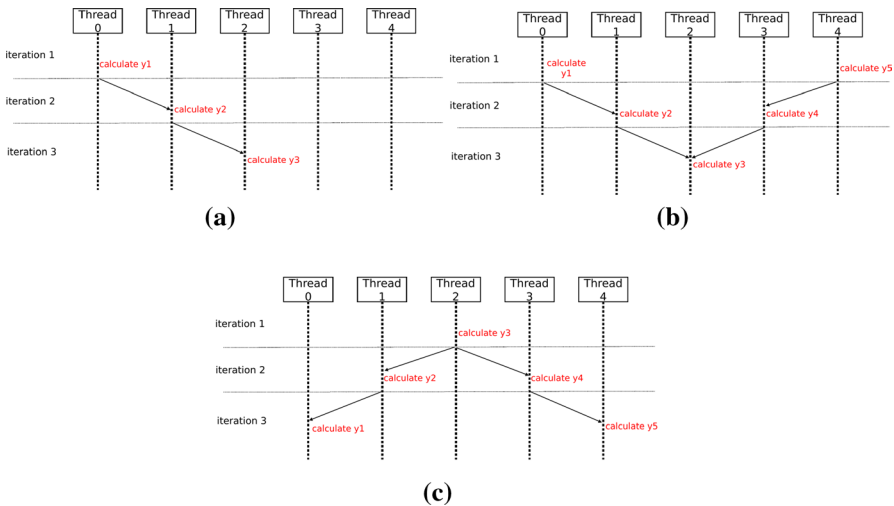 Thread Thread Thread Thread Thread
0 1 2 3 4
iteration 1
calculate y1
iteration 2
calculate y2
iteration 3
calculate y3
(a)
Thread Thread Thread Thread Thread
0 1 2 3 4
iteration 1
calculate
y1
calculate y5
iteration 2
calculate y2
calculate y4
iteration 3
calculate y3
(b)
Thread Thread Thread Thread Thread
0 1 2 3 4
iteration 1
calculate y3
iteration 2
calculate y2
calculate y4
iteration 3
calculate y1
calculate y5
(c)